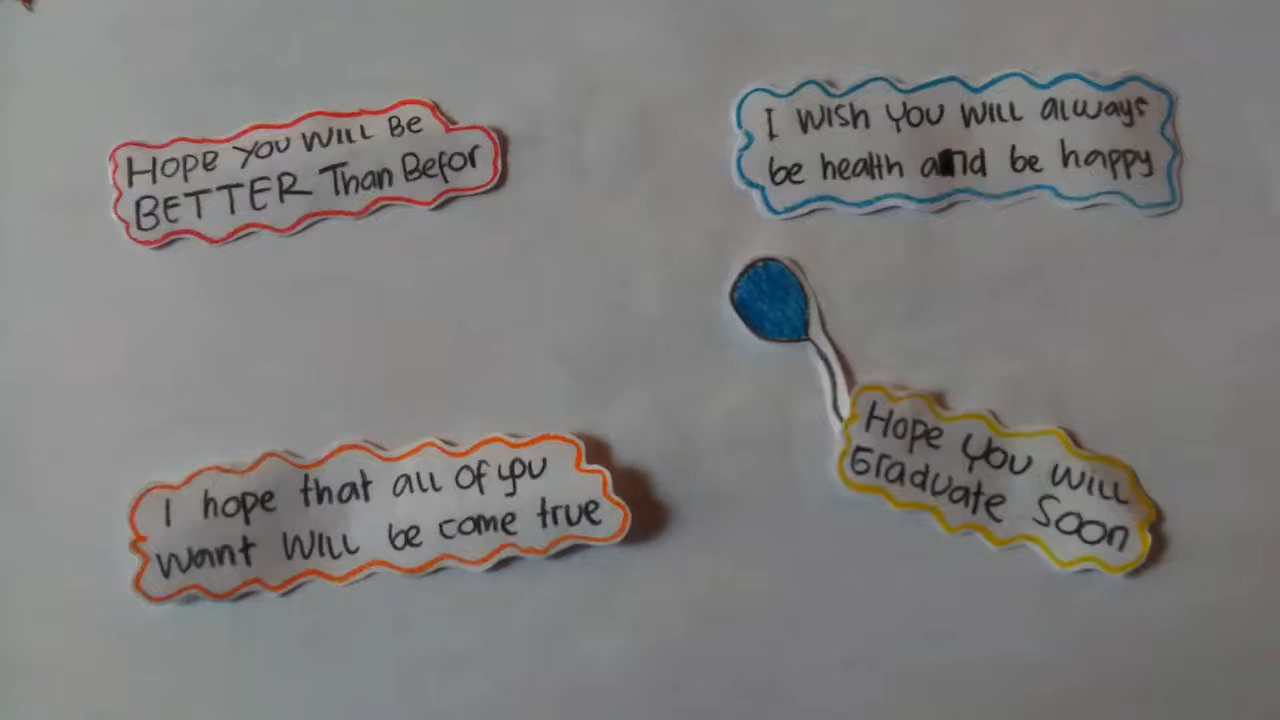 Hope you will Be
BETTER Than Befor
I wish you will always
be health and be happy
I hope that all of you
want will be come true
Hope you will
Graduate Soon